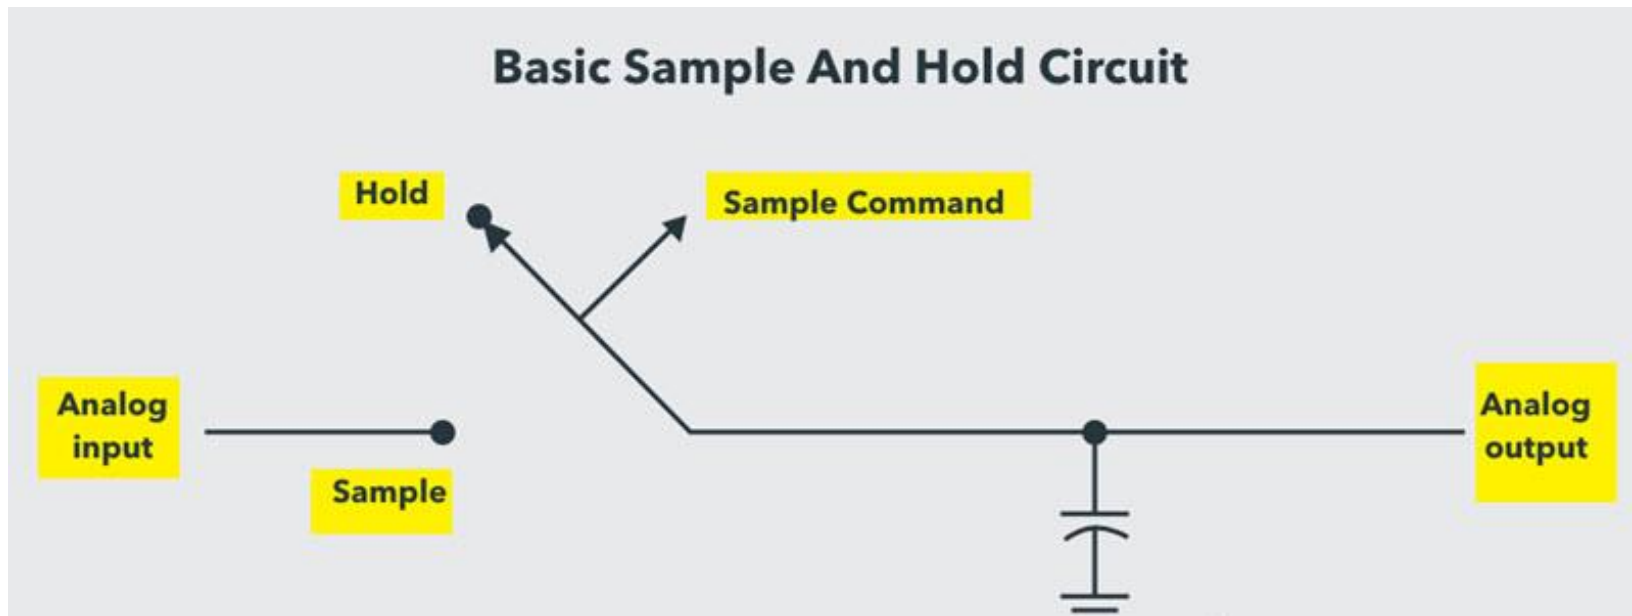 Basic Sample And Hold Circuit
Hold
Sample Command
Analog
input
Sample
Analog
output